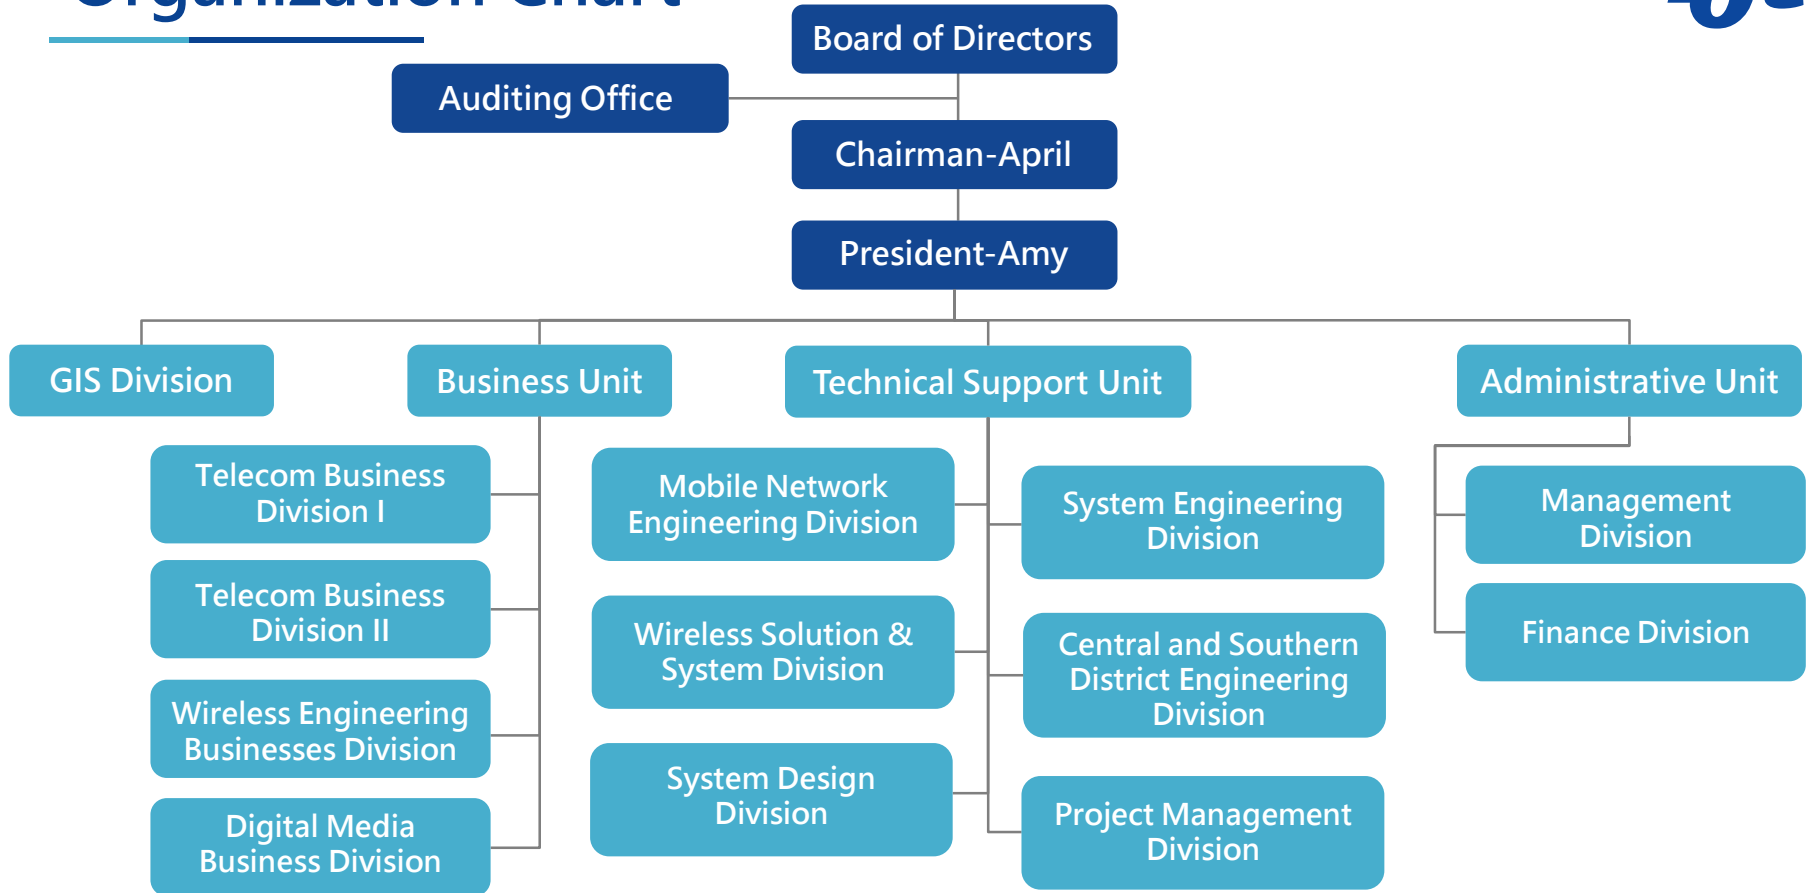 Organization Chart
Board of Directors
Auditing Office
Chairman-April
President-Amy
GIS Division
Business Unit
Technical Support Unit
Administrative Unit
Telecom Business
Division I
Telecom Business
Division II
Wireless Engineering
Businesses Division
Digital Media
Business Division
Mobile Network
Engineering Division
Wireless Solution &
System Division
System Design
Division
System Engineering
Division
Central and Southern
District Engineering
Division
Project Management
Division
Management
Division
Finance Division